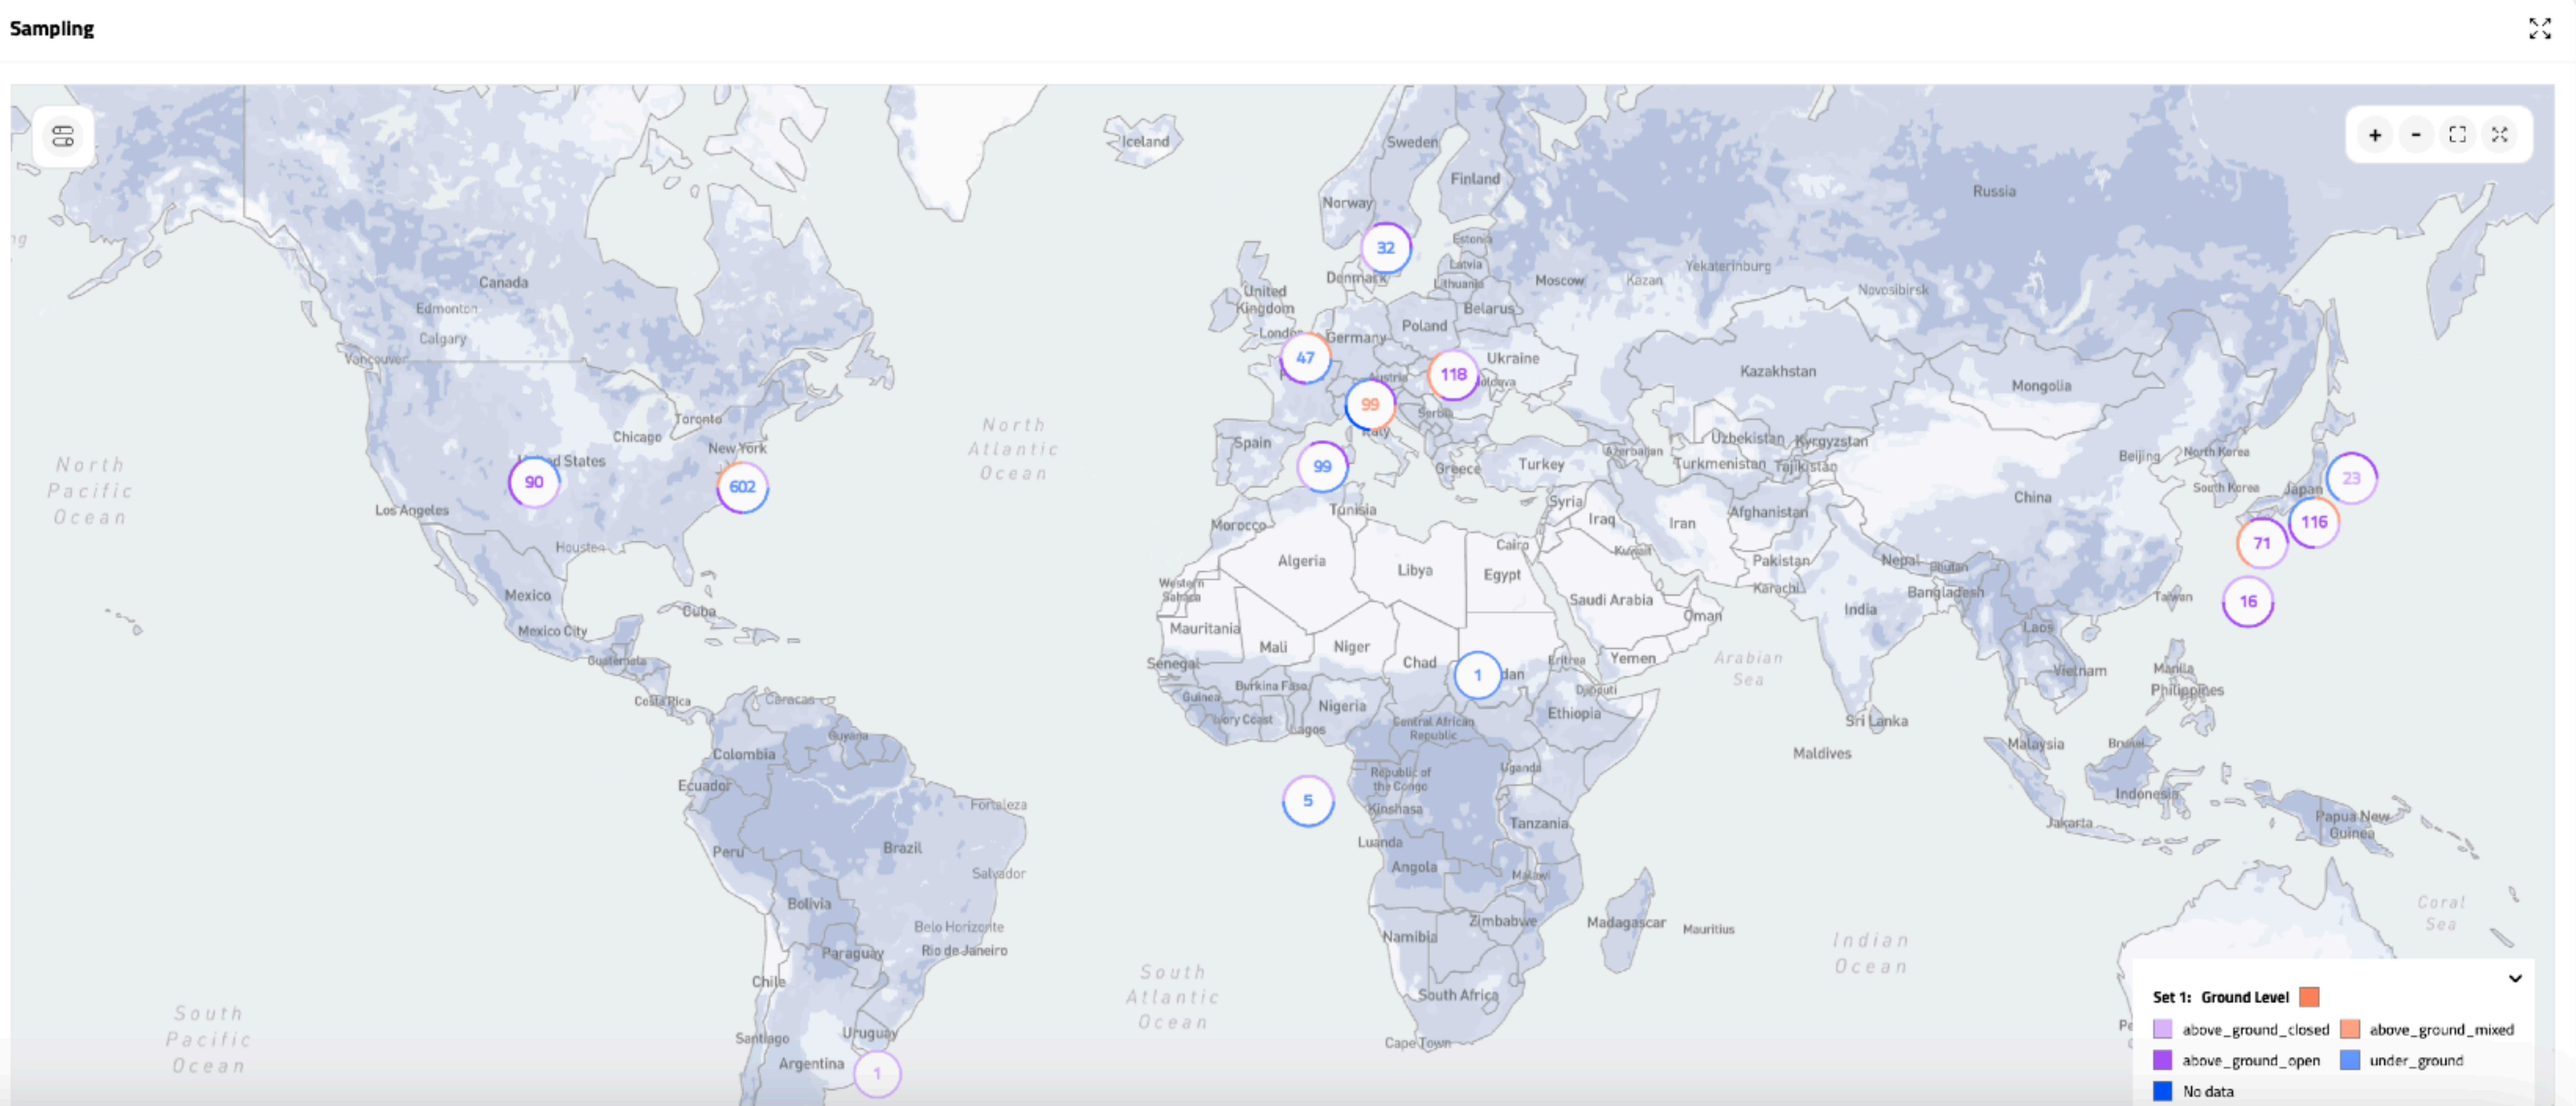 Sampling
Iceland
Sweden
Finland
Russia
Norway
32
Estonia
Latvia
Denmark
Lithuania
Moscow
Kazan
Yekaterinburg
Novosibirsk
Canada
Edmonton
Calgary
Vancouver
United
Kingdom
London
Germany
Poland
Belarus
47
118
Ukraine
Austria
99
Serbia
Italy
Kazakhstan
Mongolia
Toronto
Chicago
New York
United States
90
602
Los Angeles
Houston
North
Atlantic
Ocean
North
Pacific
Ocean
Spain
99
Greece
Turkey
Azerbaijan
Uzbekistan
Kyrgyzstan
Turkmenistan
Tajikistan
Beijing
North Korea
South Korea
Japan
23
116
71
16
China
Tunisia
Morocco
Syria
Iraq
Iran
Afghanistan
Algeria
Libya
Cairo
Egypt
Kuwait
Pakistan
Karachi
Nepal
Bhutan
Bangladesh
India
Taiwan
Western
Sahara
Saudi Arabia
Oman
Mexico
Mexico City
Cuba
Guatemala
Costa Rica
Caracas
Mauritania
Mali
Niger
Chad
1
dan
Eritrea
Yemen
Arabian
Sea
Laos
Vietnam
Manila
Philippines
Senegal
Guinea
Burkina Faso
Ivory Coast
Nigeria
Lagos
Central African
Republic
Djibouti
Ethiopia
Sri Lanka
Maldives
Malaysia
Brunei
Guyana
Colombia
Ecuador
Fortaleza
5
Republic of
the Congo
Uganda
Kinshasa
Tanzania
Indonesia
Jakarta
Papua New
Guinea
Peru
Brazil
Salvador
Luanda
Angola
Malawi
Bolivia
Belo Horizonte
Rio de Janeiro
Paraguay
Zimbabwe
Madagascar
Mauritius
Namibia
Indian
Ocean
Coral
Sea
Chile
South
Atlantic
Ocean
South Africa
Cape Town
South
Pacific
Ocean
Santiago
Uruguay
Argentina
1
Set 1: Ground Level
above_ground_closed
above_ground_mixed
above_ground_open
under_ground
No data